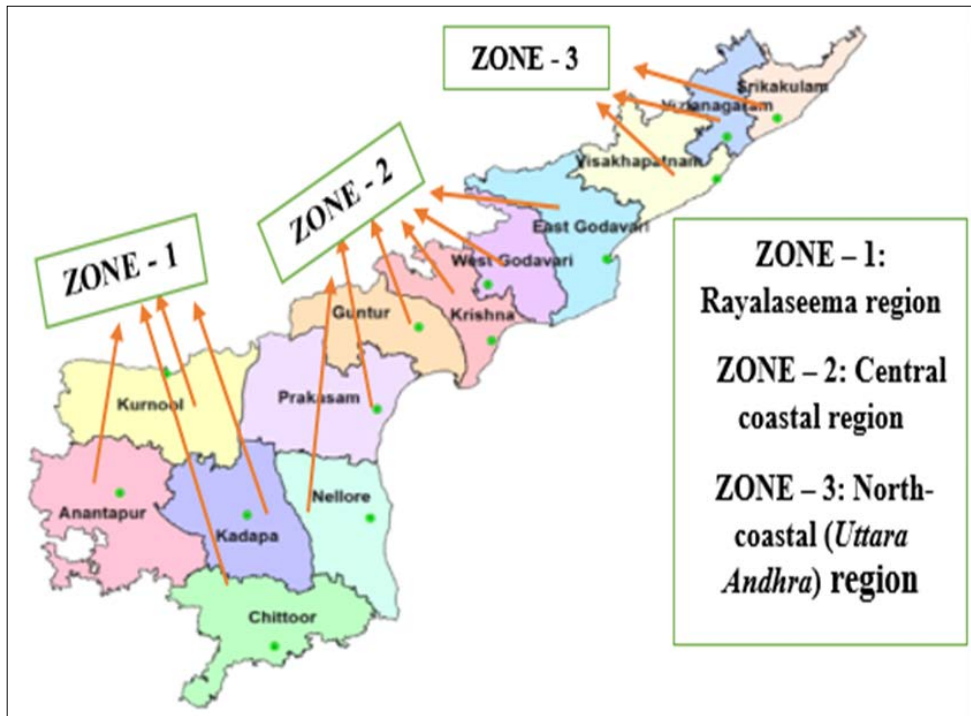 ZONE - 3
Srikakulam
Vizianagaram
Visakhapatnam
ZONE - 2
East Godavari
West Godavari
ZONE - 1
Guntur
Krishna
Kurnool
Prakasam
Anantapur
Kadapa
Nellore
Chittoor
ZONE – 1:
Rayalaseema region
ZONE – 2: Central
coastal region
ZONE – 3: North-
coastal (Uttara
Andhra) region